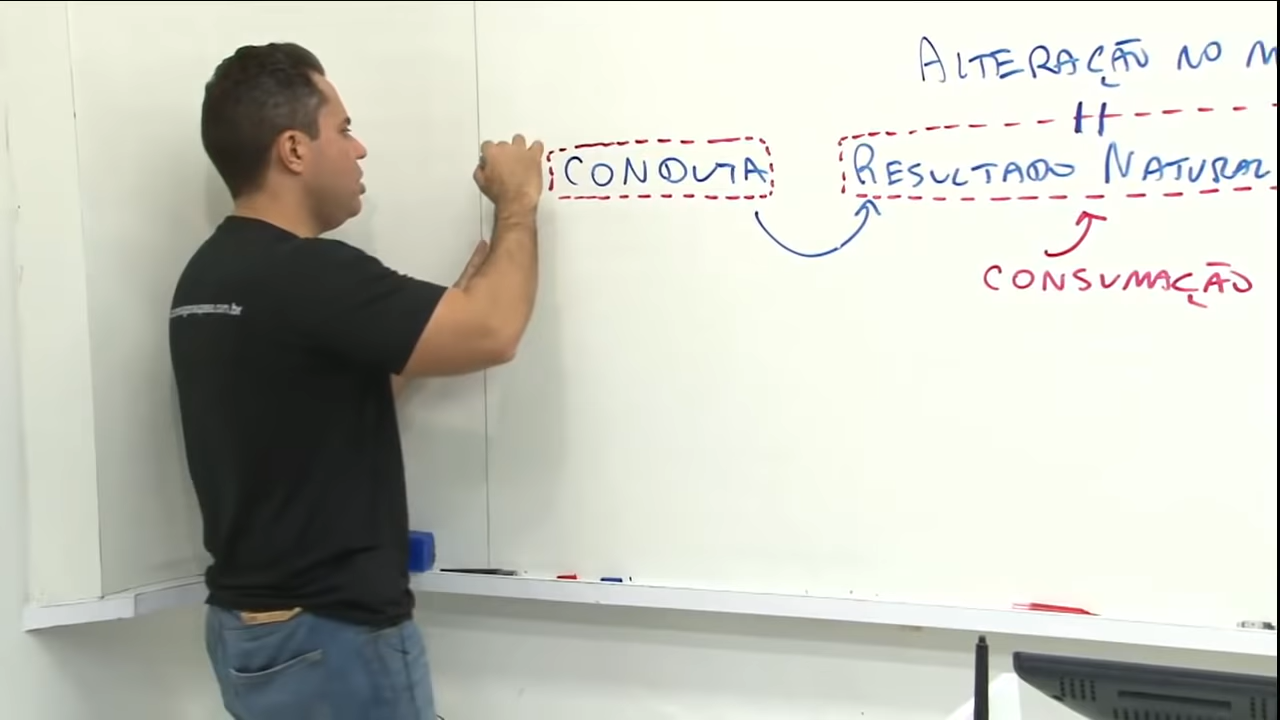 ALTERAÇÃO NO
CONDUTA
RESULTADO NATURAL
CONSUMAÇÃO